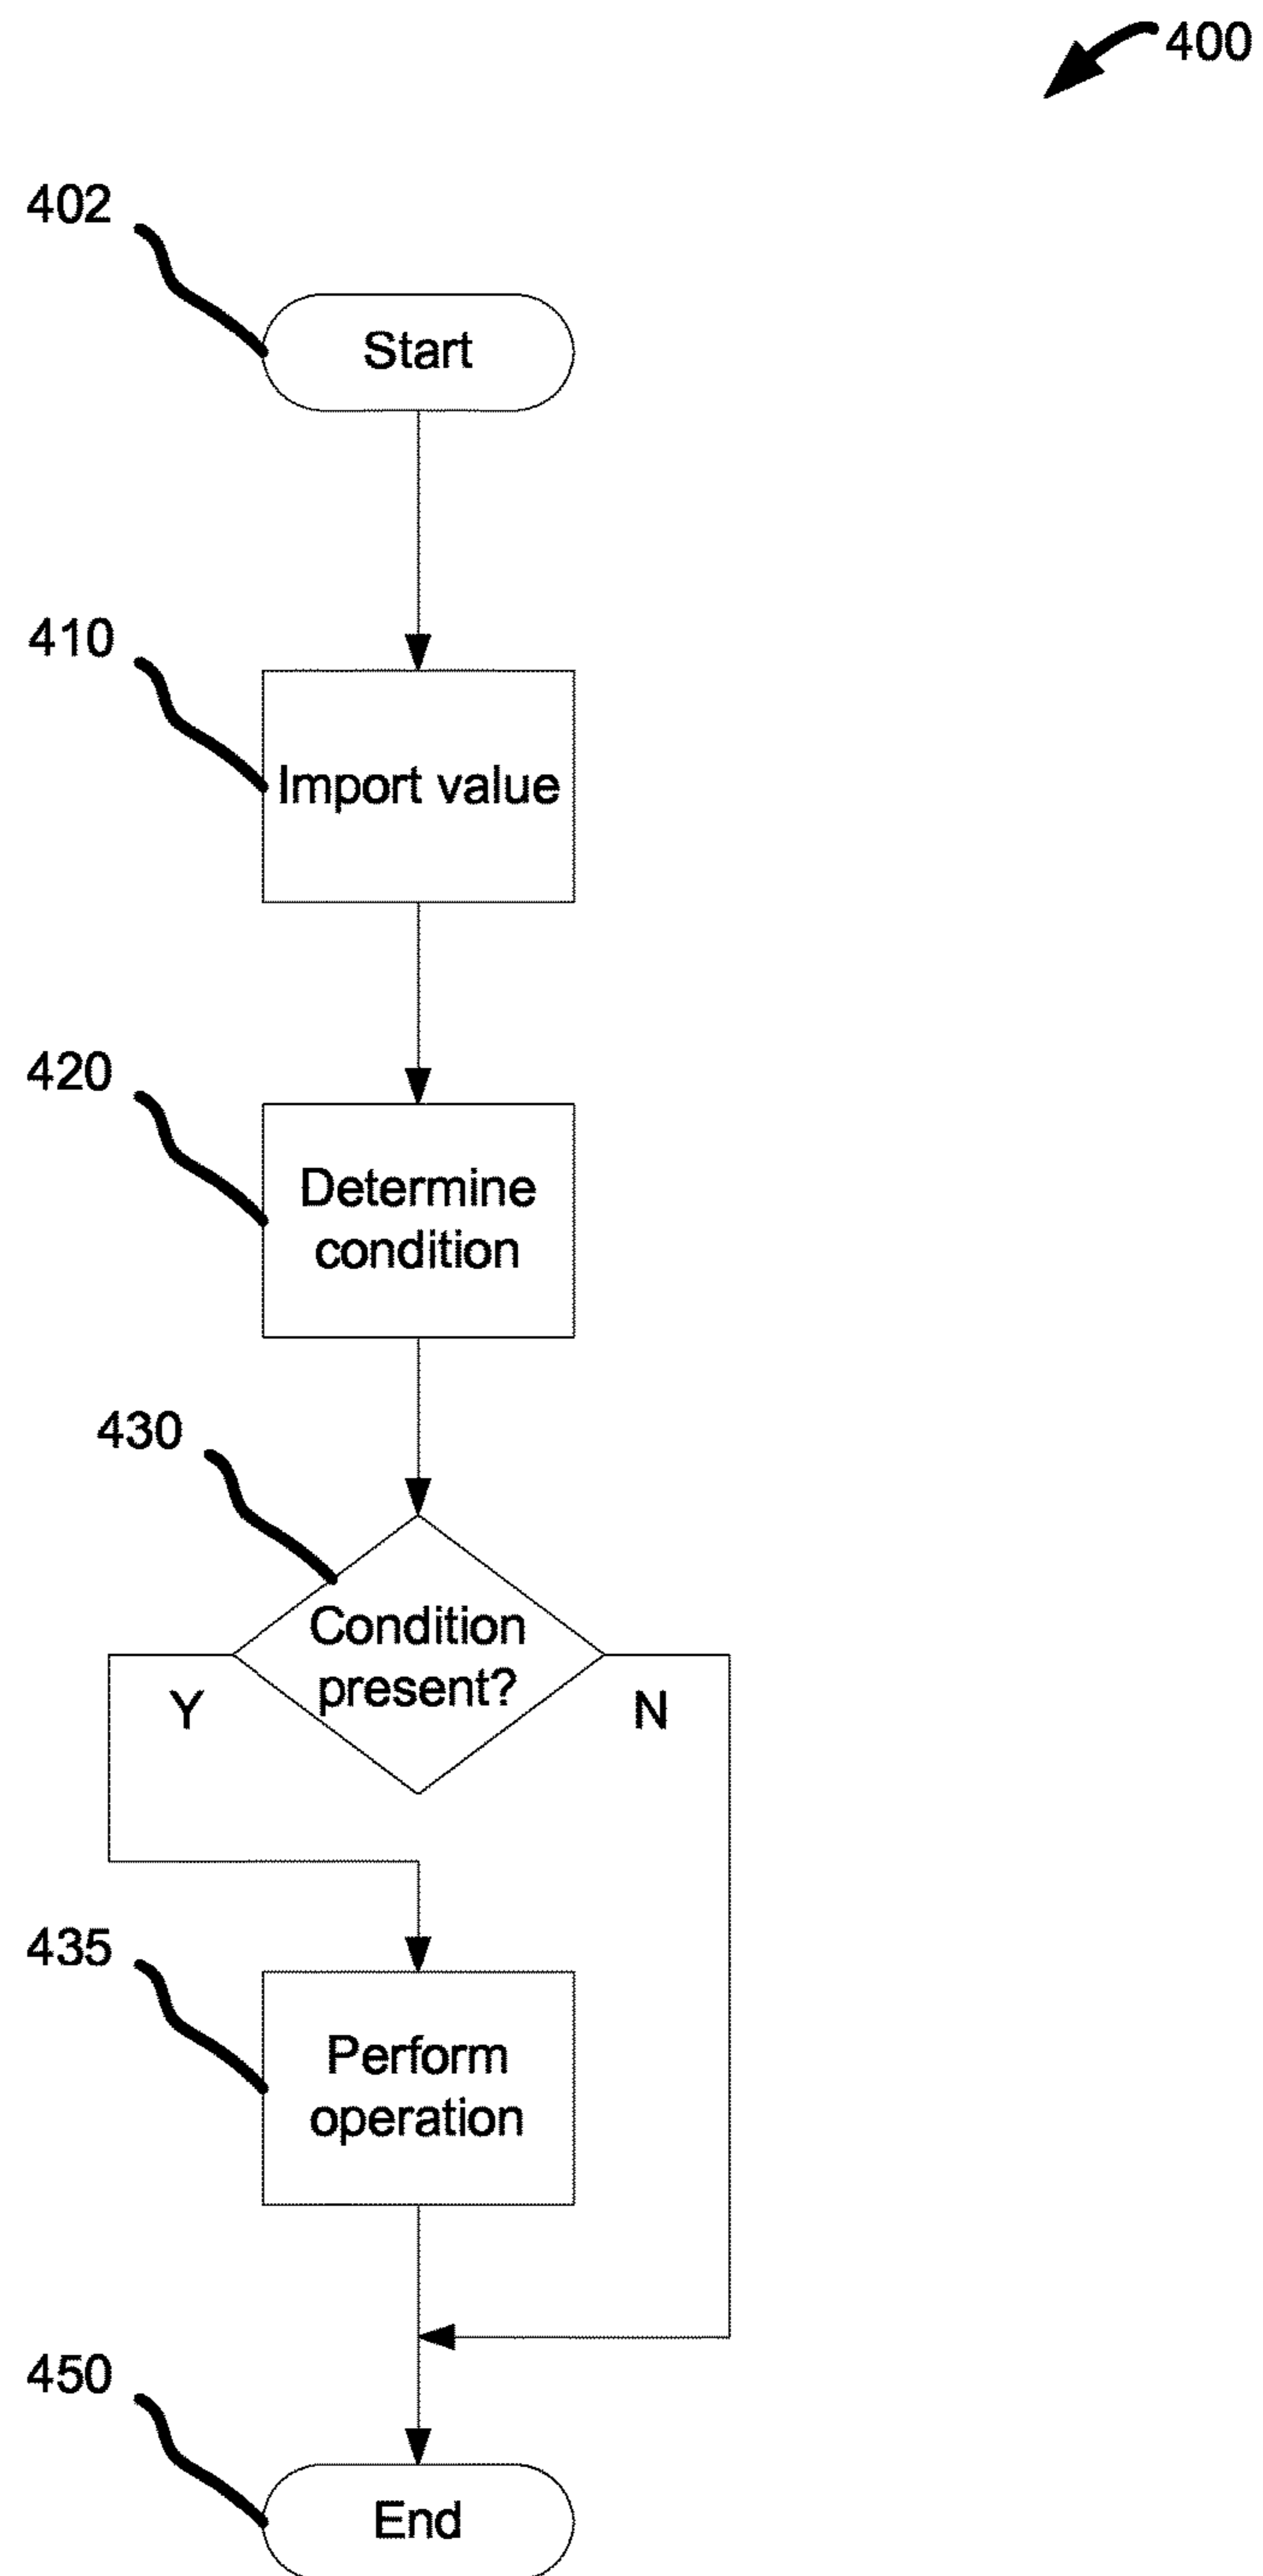 400
402
Start
410
Import value
420
Determine
condition
430
Condition
present?
Y
N
435
Perform
operation
450
End